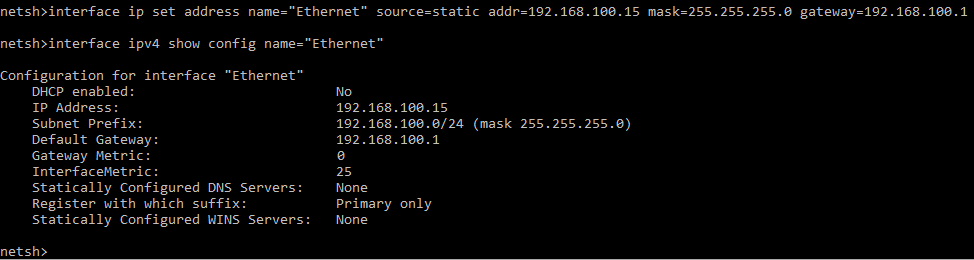 netsh>interface ip set address name="Ethernet" source=static addr=192.168.100.15 mask=255.255.255.0 gateway=192.168.100.1
netsh>interface ipv4 show config name="Ethernet"
Configuration for interface "Ethernet"
DHCP enabled: No
IP Address: 192.168.100.15
Subnet Prefix: 192.168.100.0/24 (mask 255.255.255.0)
Default Gateway: 192.168.100.1
Gateway Metric: 0
InterfaceMetric: 25
Statically Configured DNS Servers: None
Register with which suffix: Primary only
Statically Configured WINS Servers: None
netsh>